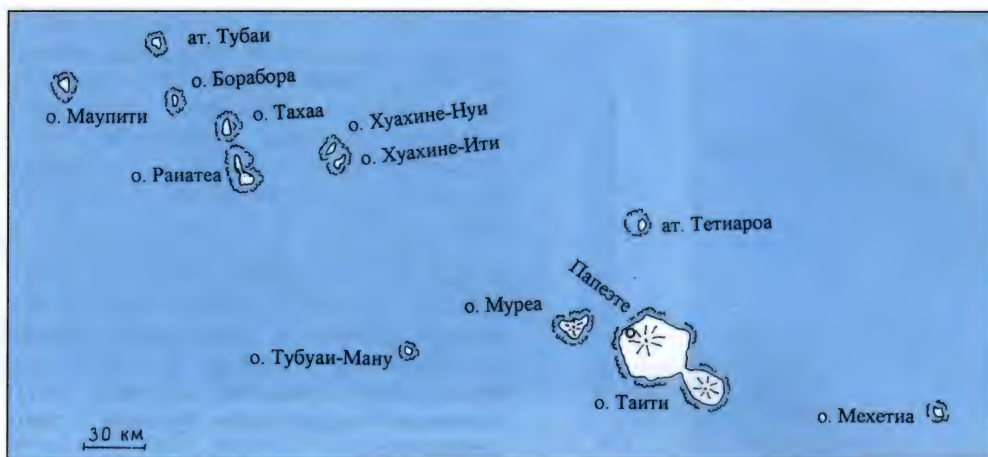 ат. Тубаи
о. Борабора
о. Маупити
о. Тахаа
о. Хуахине-Нуи
о. Хуахине-Ити
о. Раиатеа
ат. Тетиароа
Папеэте
о. Муреа
о. Тубуаи-Ману
о. Таити
о. Мехетиа
30 км